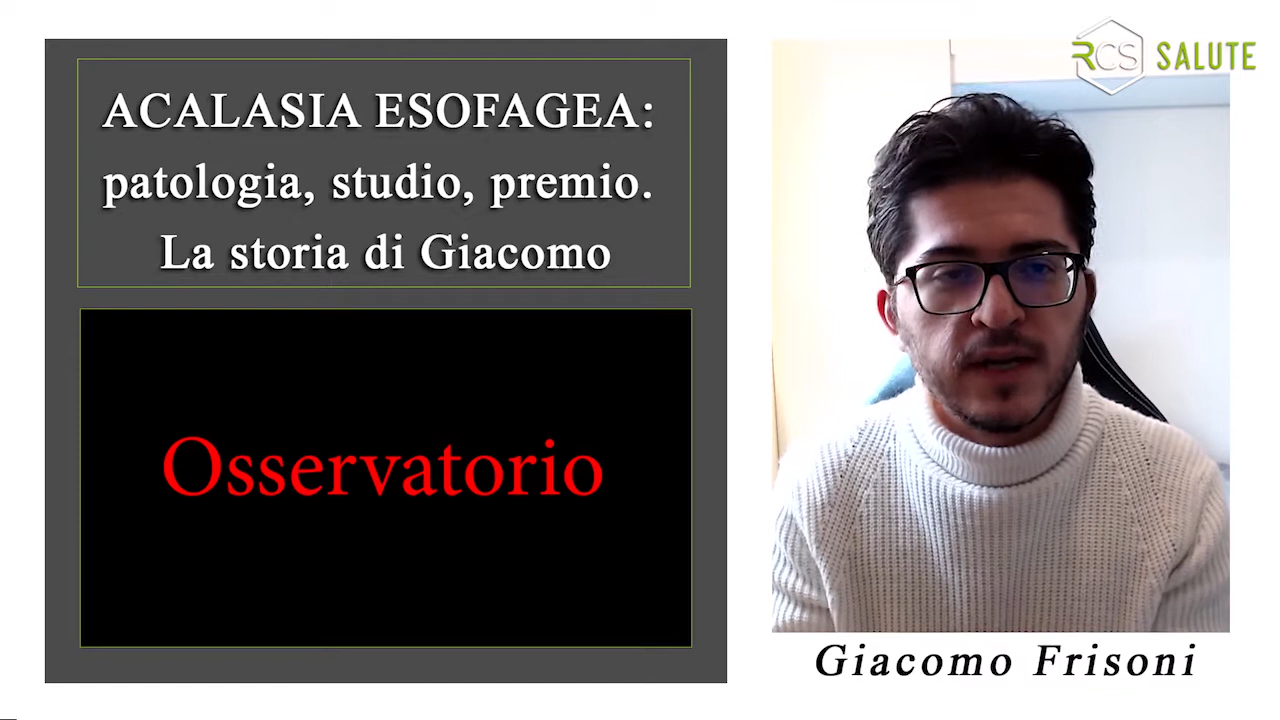 ACALASIA ESOFAGEA:
patologia, studio, premio.
La storia di Giacomo
Osservatorio
RCS SALUTE
Giacomo Frisoni